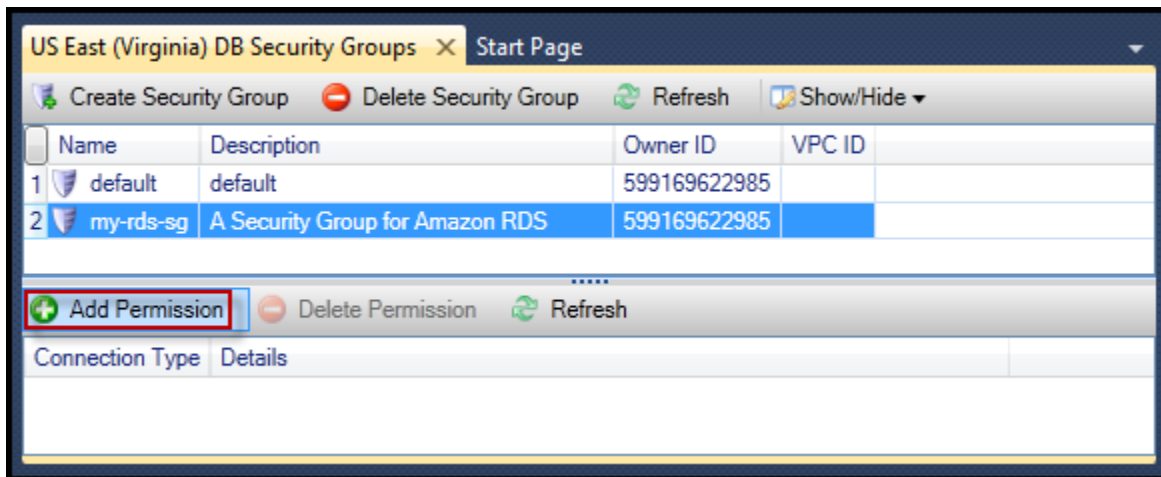 US East (Virginia) DB Security Groups Start Page
Create Security Group Delete Security Group Refresh Show/Hide
Name Description Owner ID VPC ID
1 default default 599169622985
2 my-rds-sg A Security Group for Amazon RDS 599169622985
Add Permission Delete Permission Refresh
Connection Type Details